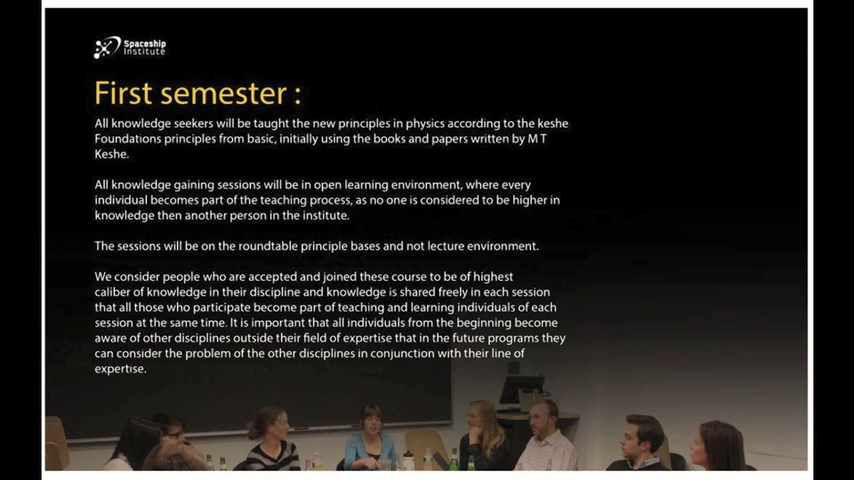 Spaceship
Institute
First semester :
All knowledge seekers will be taught the new principles in physics according to the keshe
Foundations principles from basic, initially using the books and papers written by M T
Keshe.
All knowledge gaining sessions will be in open learning environment, where every
individual becomes part of the teaching process, as no one is considered to be higher in
knowledge then another person in the institute.
The sessions will be on the roundtable principle bases and not lecture environment.
We consider people who are accepted and joined these course to be of highest
caliber of knowledge in their discipline and knowledge is shared freely in each session
that all those who participate become part of teaching and learning individuals of each
session at the same time. It is important that all individuals from the beginning become
aware of other disciplines outside their field of expertise that in the future programs they
can consider the problem of the other disciplines in conjunction with their line of
expertise.